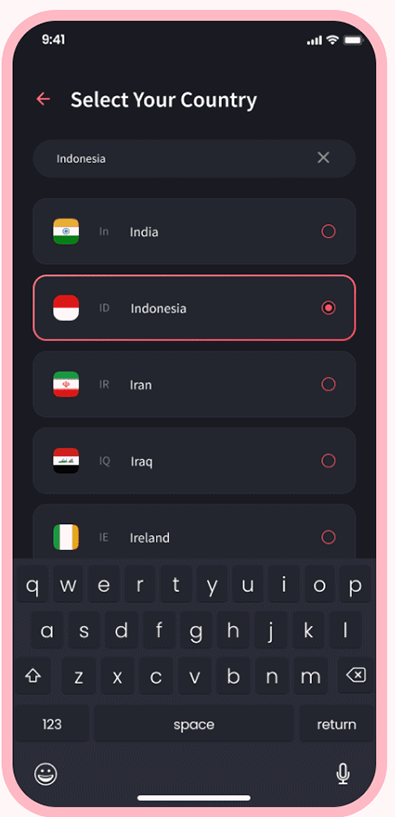 9:41
Select Your Country
Indonesia
In India
ID Indonesia
IR Iran
IQ Iraq
IE Ireland
q w e r t y u i o p
a s d f g h j k l
z x c v b n m
123 space return